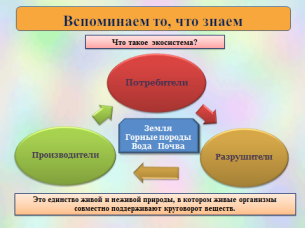 Вспоминаем то, что знаем
Что такое экосистема?
Потребители
Земля
Горные породы
Вода Почва
Производители
Разрушители
Это единство живой и неживой природы, в котором живые организмы
совместно поддерживают круговорот веществ.